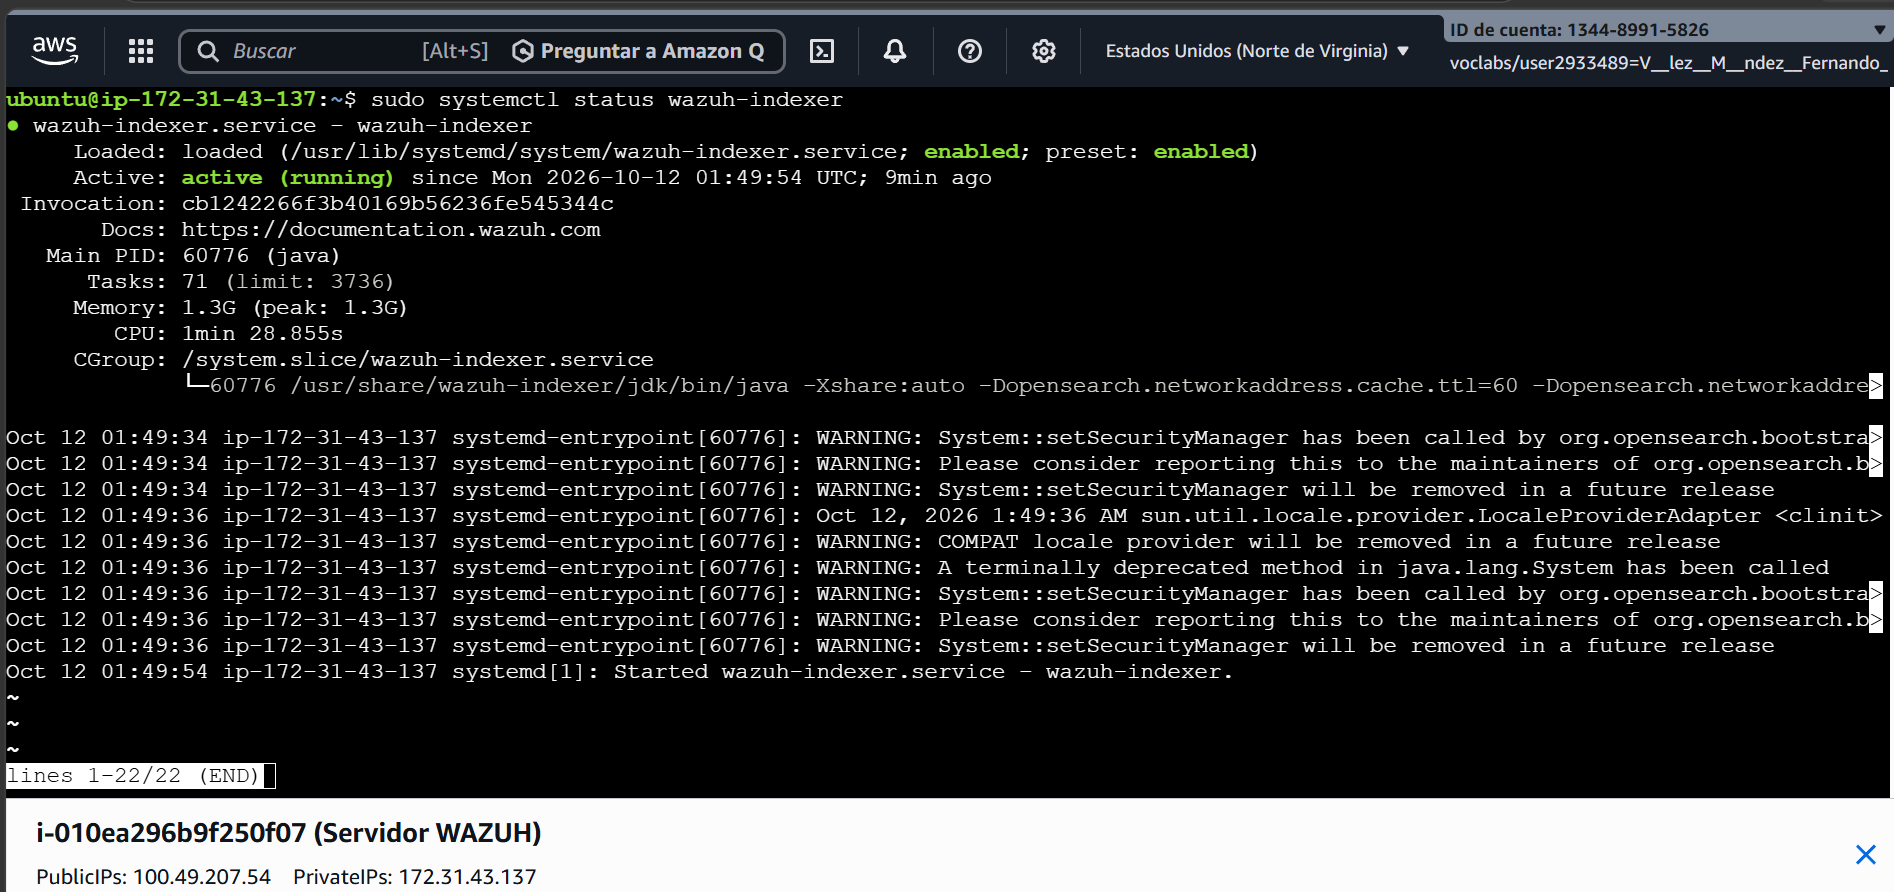 aws
Buscar [Alt+S] Preguntar a Amazon Q
Estados Unidos (Norte de Virginia) ▼
ID de cuenta: 1344-8991-5826 ▼
voclabs/user2933489=V__lez__M__ndez__Fernando_
ubuntu@ip-172-31-43-137:~$ sudo systemctl status wazuh-indexer
● wazuh-indexer.service - wazuh-indexer
Loaded: loaded (/usr/lib/systemd/system/wazuh-indexer.service; enabled; preset: enabled)
Active: active (running) since Mon 2026-10-12 01:49:54 UTC; 9min ago
Invocation: cb1242266f3b40169b56236fe545344c
Docs: https://documentation.wazuh.com
Main PID: 60776 (java)
Tasks: 71 (limit: 3736)
Memory: 1.3G (peak: 1.3G)
CPU: 1min 28.855s
CGroup: /system.slice/wazuh-indexer.service
└─60776 /usr/share/wazuh-indexer/jdk/bin/java -Xshare:auto -Dopensearch.networkaddress.cache.ttl=60 -Dopensearch.networkaddre>
Oct 12 01:49:34 ip-172-31-43-137 systemd-entrypoint[60776]: WARNING: System::setSecurityManager has been called by org.opensearch.bootstra>
Oct 12 01:49:34 ip-172-31-43-137 systemd-entrypoint[60776]: WARNING: Please consider reporting this to the maintainers of org.opensearch.b>
Oct 12 01:49:34 ip-172-31-43-137 systemd-entrypoint[60776]: WARNING: System::setSecurityManager will be removed in a future release
Oct 12 01:49:36 ip-172-31-43-137 systemd-entrypoint[60776]: Oct 12, 2026 1:49:36 AM sun.util.locale.provider.LocaleProviderAdapter <clinit>
Oct 12 01:49:36 ip-172-31-43-137 systemd-entrypoint[60776]: WARNING: COMPAT locale provider will be removed in a future release
Oct 12 01:49:36 ip-172-31-43-137 systemd-entrypoint[60776]: WARNING: A terminally deprecated method in java.lang.System has been called
Oct 12 01:49:36 ip-172-31-43-137 systemd-entrypoint[60776]: WARNING: System::setSecurityManager has been called by org.opensearch.bootstra>
Oct 12 01:49:36 ip-172-31-43-137 systemd-entrypoint[60776]: WARNING: Please consider reporting this to the maintainers of org.opensearch.b>
Oct 12 01:49:36 ip-172-31-43-137 systemd-entrypoint[60776]: WARNING: System::setSecurityManager will be removed in a future release
Oct 12 01:49:54 ip-172-31-43-137 systemd[1]: Started wazuh-indexer.service - wazuh-indexer.
~
~
~
lines 1-22/22 (END)
i-010ea296b9f250f07 (Servidor WAZUH)
PublicIPs: 100.49.207.54 PrivateIPs: 172.31.43.137